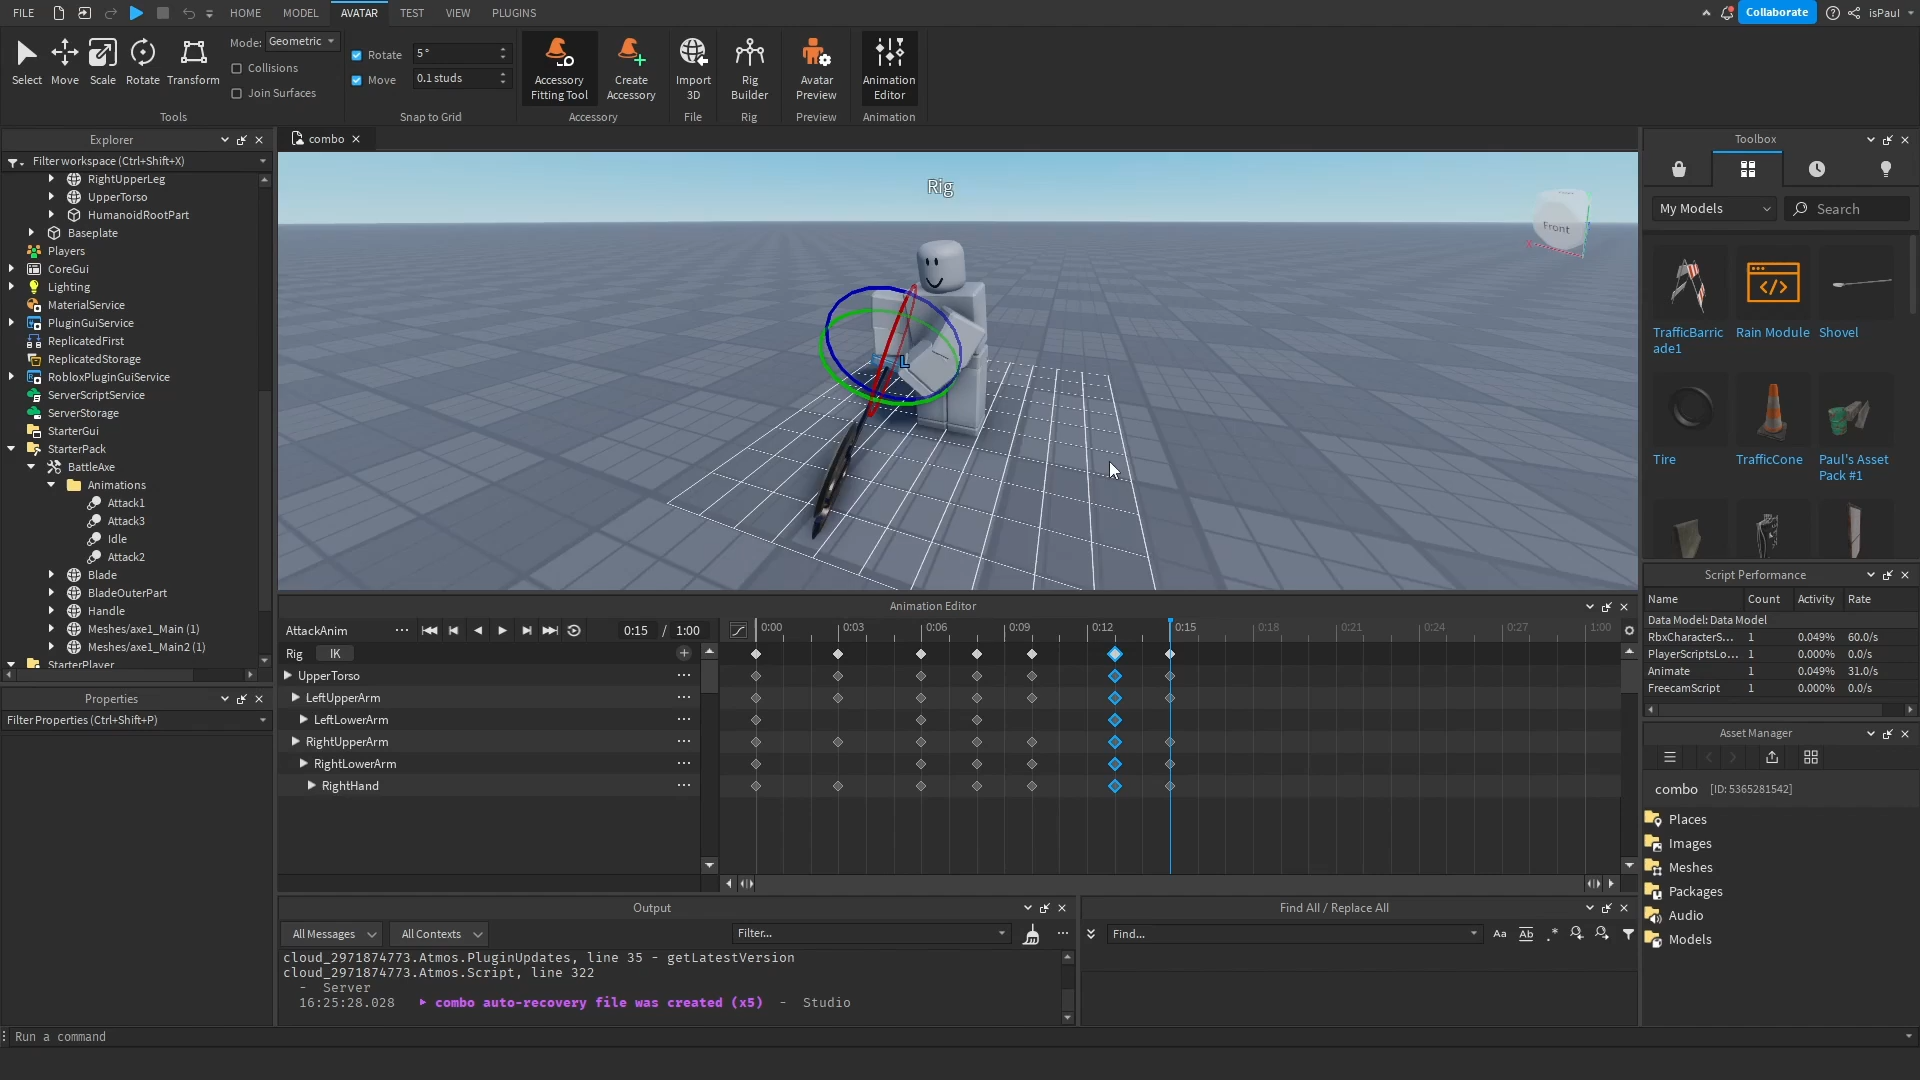 FILE
HOME
MODEL
AVATAR
TEST
VIEW
PLUGINS
Collaborate
isPaul
Select
Move
Scale
Rotate
Transform
Mode:
Geometric
Collisions
Join Surfaces
Tools
Rotate
5 °
Move
0.1 studs
Snap to Grid
Accessory
Fitting Tool
Create
Accessory
Accessory
Import
3D
File
Rig
Builder
Rig
Avatar
Preview
Preview
Animation
Editor
Animation
Explorer
Filter workspace (Ctrl+Shift+X)
RightUpperLeg
UpperTorso
HumanoidRootPart
Baseplate
Players
CoreGui
Lighting
MaterialService
PluginGuiService
ReplicatedFirst
ReplicatedStorage
RobloxPluginGuiService
ServerScriptService
ServerStorage
StarterGui
StarterPack
BattleAxe
Animations
Attack1
Attack3
Idle
Attack2
Blade
BladeOuterPart
Handle
Meshes/axe1_Main (1)
Meshes/axe1_Main2 (1)
StarterPlayer
Properties
Filter Properties (Ctrl+Shift+P)
combo
Rig
L
Front
X
Animation Editor
AttackAnim
0:15 / 1:00
0:00
0:03
0:06
0:09
0:12
0:15
0:18
0:21
0:24
0:27
1:00
Rig
IK
UpperTorso
LeftUpperArm
LeftLowerArm
RightUpperArm
RightLowerArm
RightHand
Output
All Messages
All Contexts
Filter...
cloud_2971874773.Atmos.PluginUpdates, line 35 - getLatestVersion
cloud_2971874773.Atmos.Script, line 322
- Server
16:25:28.028 combo auto-recovery file was created (x5) - Studio
Find All / Replace All
Find...
Aa
Ab
.*
Toolbox
My Models
Search
TrafficBarric
ade1
Rain Module
Shovel
Tire
TrafficCone
Paul's Asset
Pack #1
Script Performance
Name Count Activity Rate
Data Model: Data Model
RbxCharacterS... 1 0.049% 60.0/s
PlayerScriptsLo... 1 0.000% 0.0/s
Animate 1 0.049% 31.0/s
FreecamScript 1 0.000% 0.0/s
Asset Manager
combo [ID: 5365281542]
Places
Images
Meshes
Packages
Audio
Models
Run a command